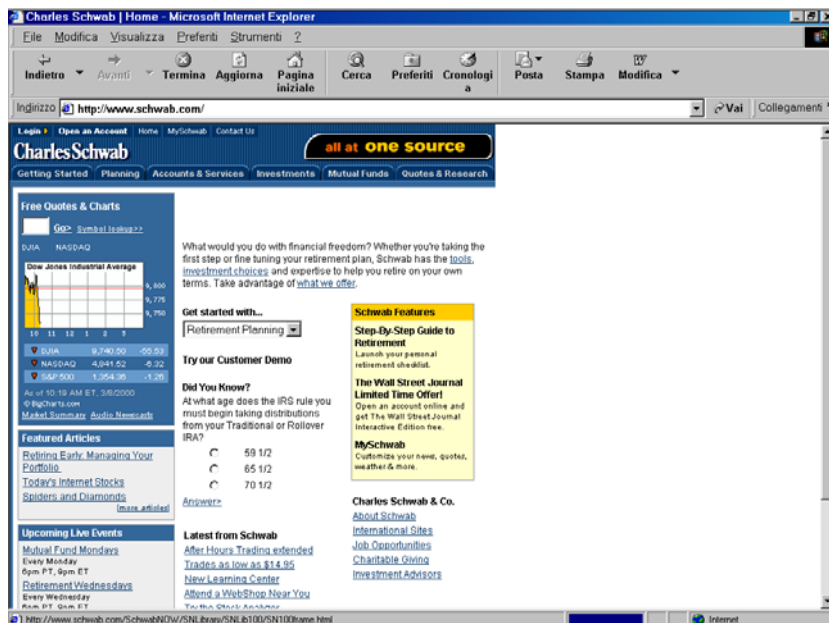 Charles Schwab | Home - Microsoft Internet Explorer
File Modifica Visualizza Preferiti Strumenti ?
Indietro Avanti Termina Aggiorna Pagina iniziale Cerca Preferiti Cronologia Posta Stampa Modifica
Indirizzo http://www.schwab.com/ Vai Collegamenti
Login Open an Account Home MySchwab Contact Us
Charles Schwab
all at one source
Getting Started Planning Accounts & Services Investments Mutual Funds Quotes & Research
Free Quotes & Charts
Go> Symbol lookup>>
DJIA NASDAQ
Dow Jones Industrial Average
9,800
9,775
9,750
10 11 12 1 2 3
DJIA 9,740.50 -55.53
NASDAQ 4,841.52 -6.32
S&P 500 1,354.36 -1.26
As of 10:19 AM ET, 3/8/2000
© BigCharts.com
Market Summary Audio Newscasts
Featured Articles
Retiring Early: Managing Your
Portfolio
Today's Internet Stocks
Spiders and Diamonds
[more articles]
Upcoming Live Events
Mutual Fund Mondays
Every Monday
6pm PT, 9pm ET
Retirement Wednesdays
Every Wednesday
6pm PT, 9pm ET
What would you do with financial freedom? Whether you're taking the
first step or fine tuning your retirement plan, Schwab has the tools,
investment choices and expertise to help you retire on your own
terms. Take advantage of what we offer.
Get started with...
Retirement Planning
Try our Customer Demo
Did You Know?
At what age does the IRS rule you
must begin taking distributions
from your Traditional or Rollover
IRA?
59 1/2
65 1/2
70 1/2
Answer>
Latest from Schwab
After Hours Trading extended
Trades as low as $14.95
New Learning Center
Attend a WebShop Near You
Try the Stock Analyzer
Schwab Features
Step-By-Step Guide to
Retirement
Launch your personal
retirement checklist.
The Wall Street Journal
Limited Time Offer!
Open an account online and
get The Wall Street Journal
Interactive Edition free.
MySchwab
Customize your news, quotes,
weather & more.
Charles Schwab & Co.
About Schwab
International Sites
Job Opportunities
Charitable Giving
Investment Advisors
http://www.schwab.com/SchwabNOW/SNLibrary/SNLib100/SN100frame.html
Internet